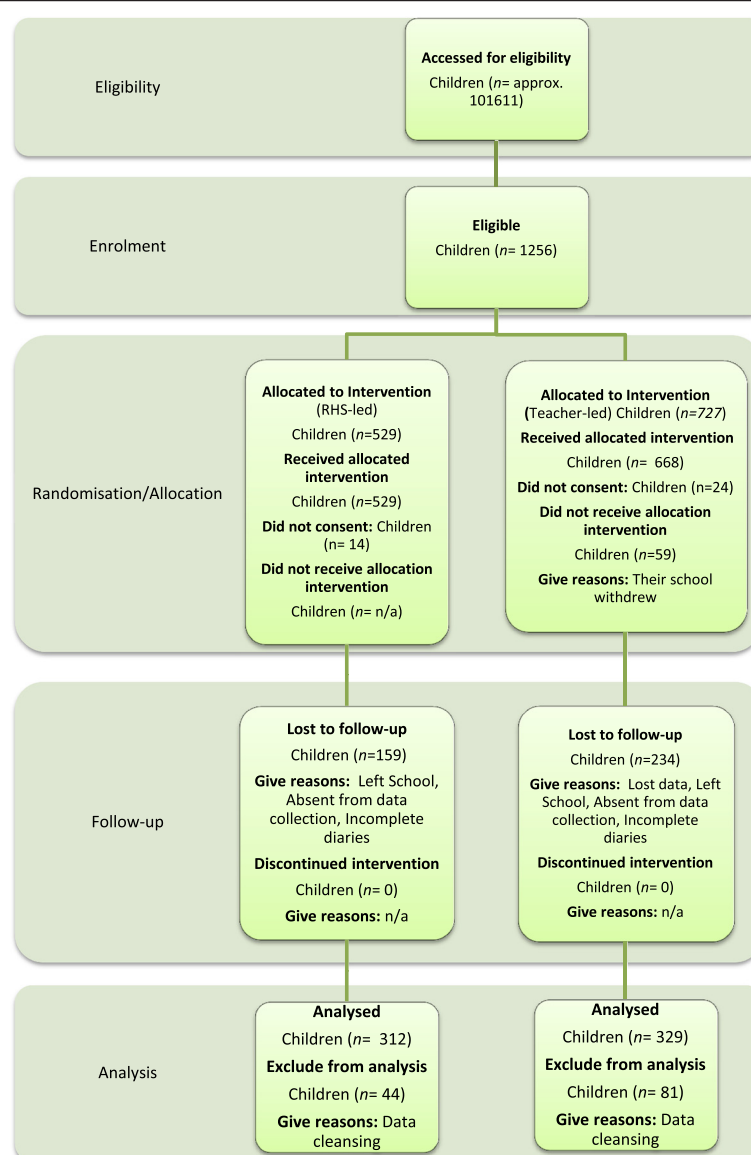 Eligibility
Accessed for eligibility
Children (n= approx.
101611)
Enrolment
Eligible
Children (n= 1256)
Randomisation/Allocation
Allocated to Intervention
(RHS-led)
Children (n=529)
Received allocated
intervention
Children (n=529)
Did not consent: Children
(n= 14)
Did not receive allocation
intervention
Children (n= n/a)
Allocated to Intervention
(Teacher-led) Children (n=727)
Received allocated intervention
Children (n= 668)
Did not consent: Children (n=24)
Did not receive allocation
intervention
Children (n=59)
Give reasons: Their school
withdrew
Follow-up
Lost to follow-up
Children (n=159)
Give reasons: Left School,
Absent from data
collection, Incomplete
diaries
Discontinued intervention
Children (n= 0)
Give reasons: n/a
Lost to follow-up
Children (n=234)
Give reasons: Lost data, Left
School, Absent from data
collection, Incomplete
diaries
Discontinued intervention
Children (n= 0)
Give reasons: n/a
Analysis
Analysed
Children (n= 312)
Exclude from analysis
Children (n= 44)
Give reasons: Data
cleansing
Analysed
Children (n= 329)
Exclude from analysis
Children (n= 81)
Give reasons: Data
cleansing